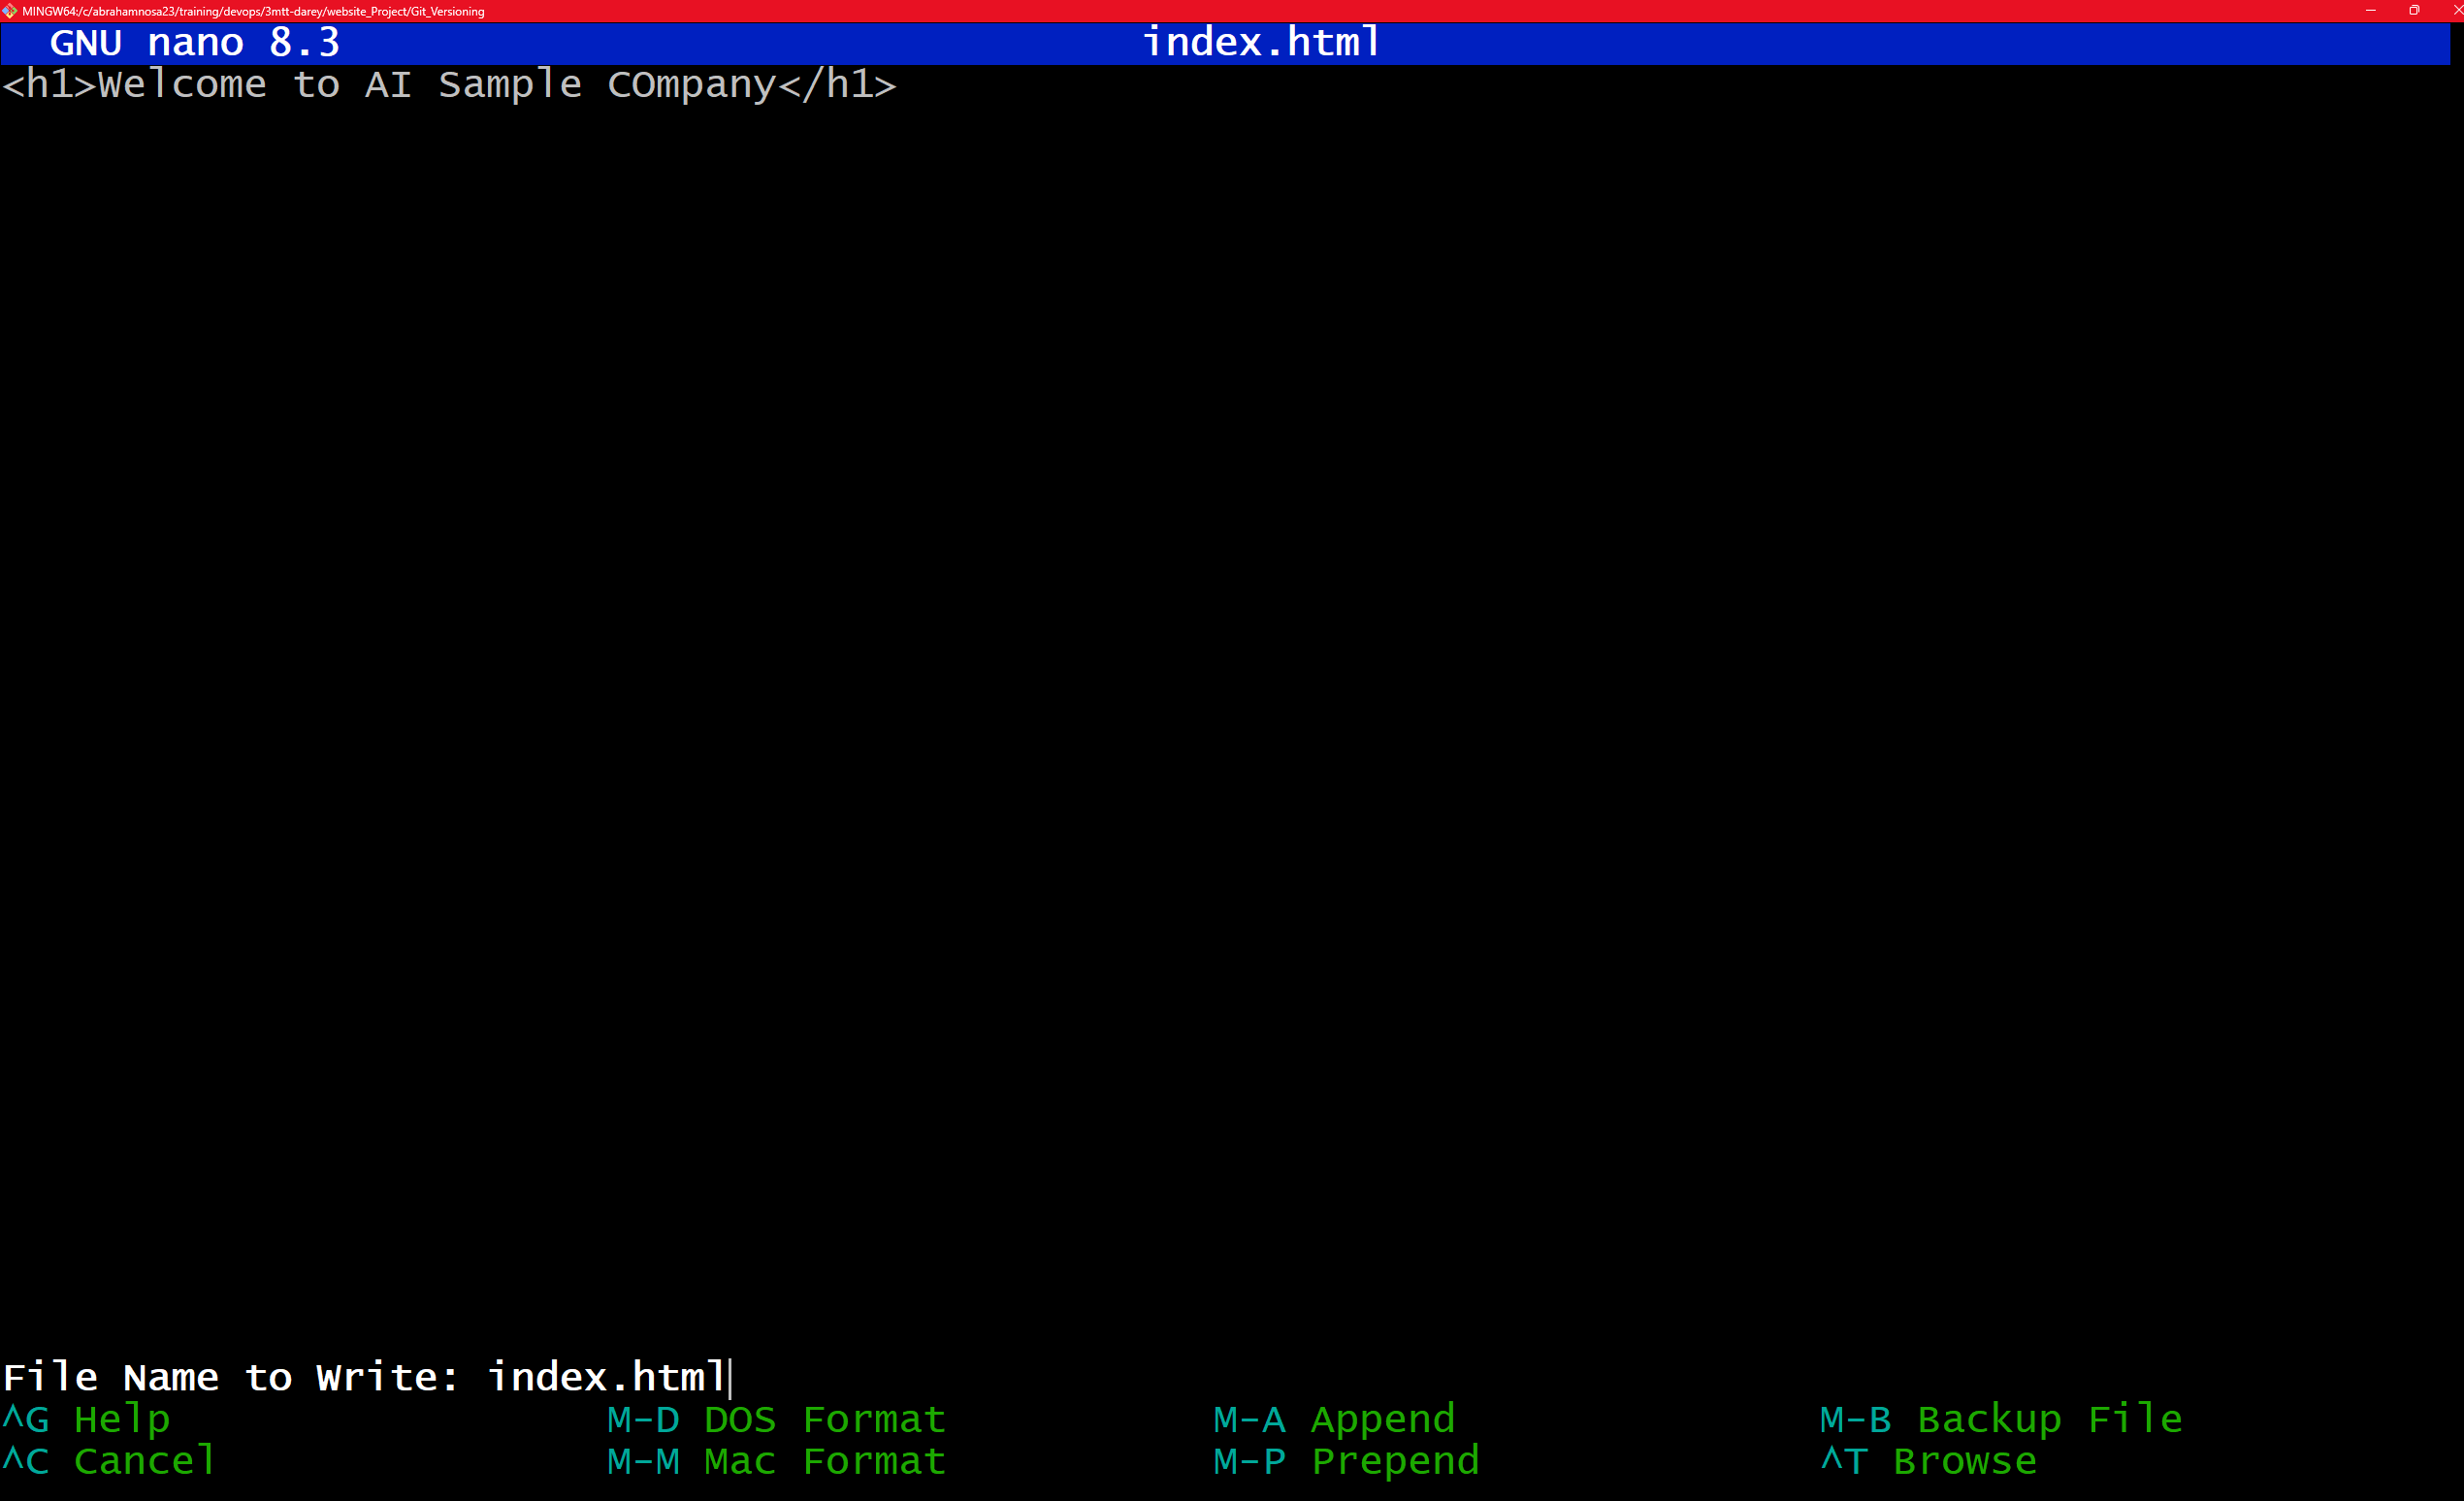 MINGW64:/c/abrahamnosa23/training/devops/3mtt-darey/website_Project/Git_Versioning
GNU nano 8.3 index.html
<h1>Welcome to AI Sample COmpany</h1>
File Name to Write: index.html
^G Help M-D DOS Format M-A Append M-B Backup File
^C Cancel M-M Mac Format M-P Prepend ^T Browse